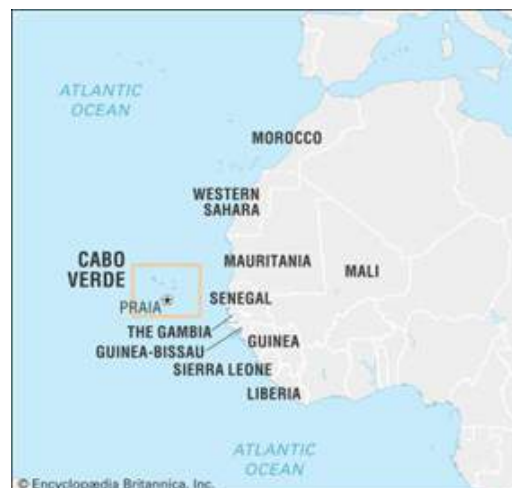 ATLANTIC
OCEAN
MOROCCO
WESTERN
SAHARA
CABO
VERDE
MAURITANIA
MALI
PRAIA
SENEGAL
THE GAMBIA
GUINEA-BISSAU
GUINEA
SIERRA LEONE
LIBERIA
ATLANTIC
OCEAN
© Encyclopædia Britannica, Inc.